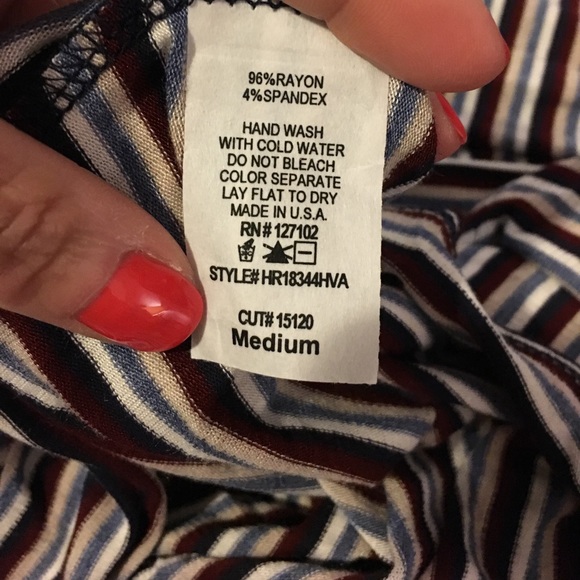 96%RAYON
4%SPANDEX
HAND WASH
WITH COLD WATER
DO NOT BLEACH
COLOR SEPARATE
LAY FLAT TO DRY
MADE IN U.S.A.
RN# 127102
STYLE# HR18344HVA
CUT# 15120
Medium